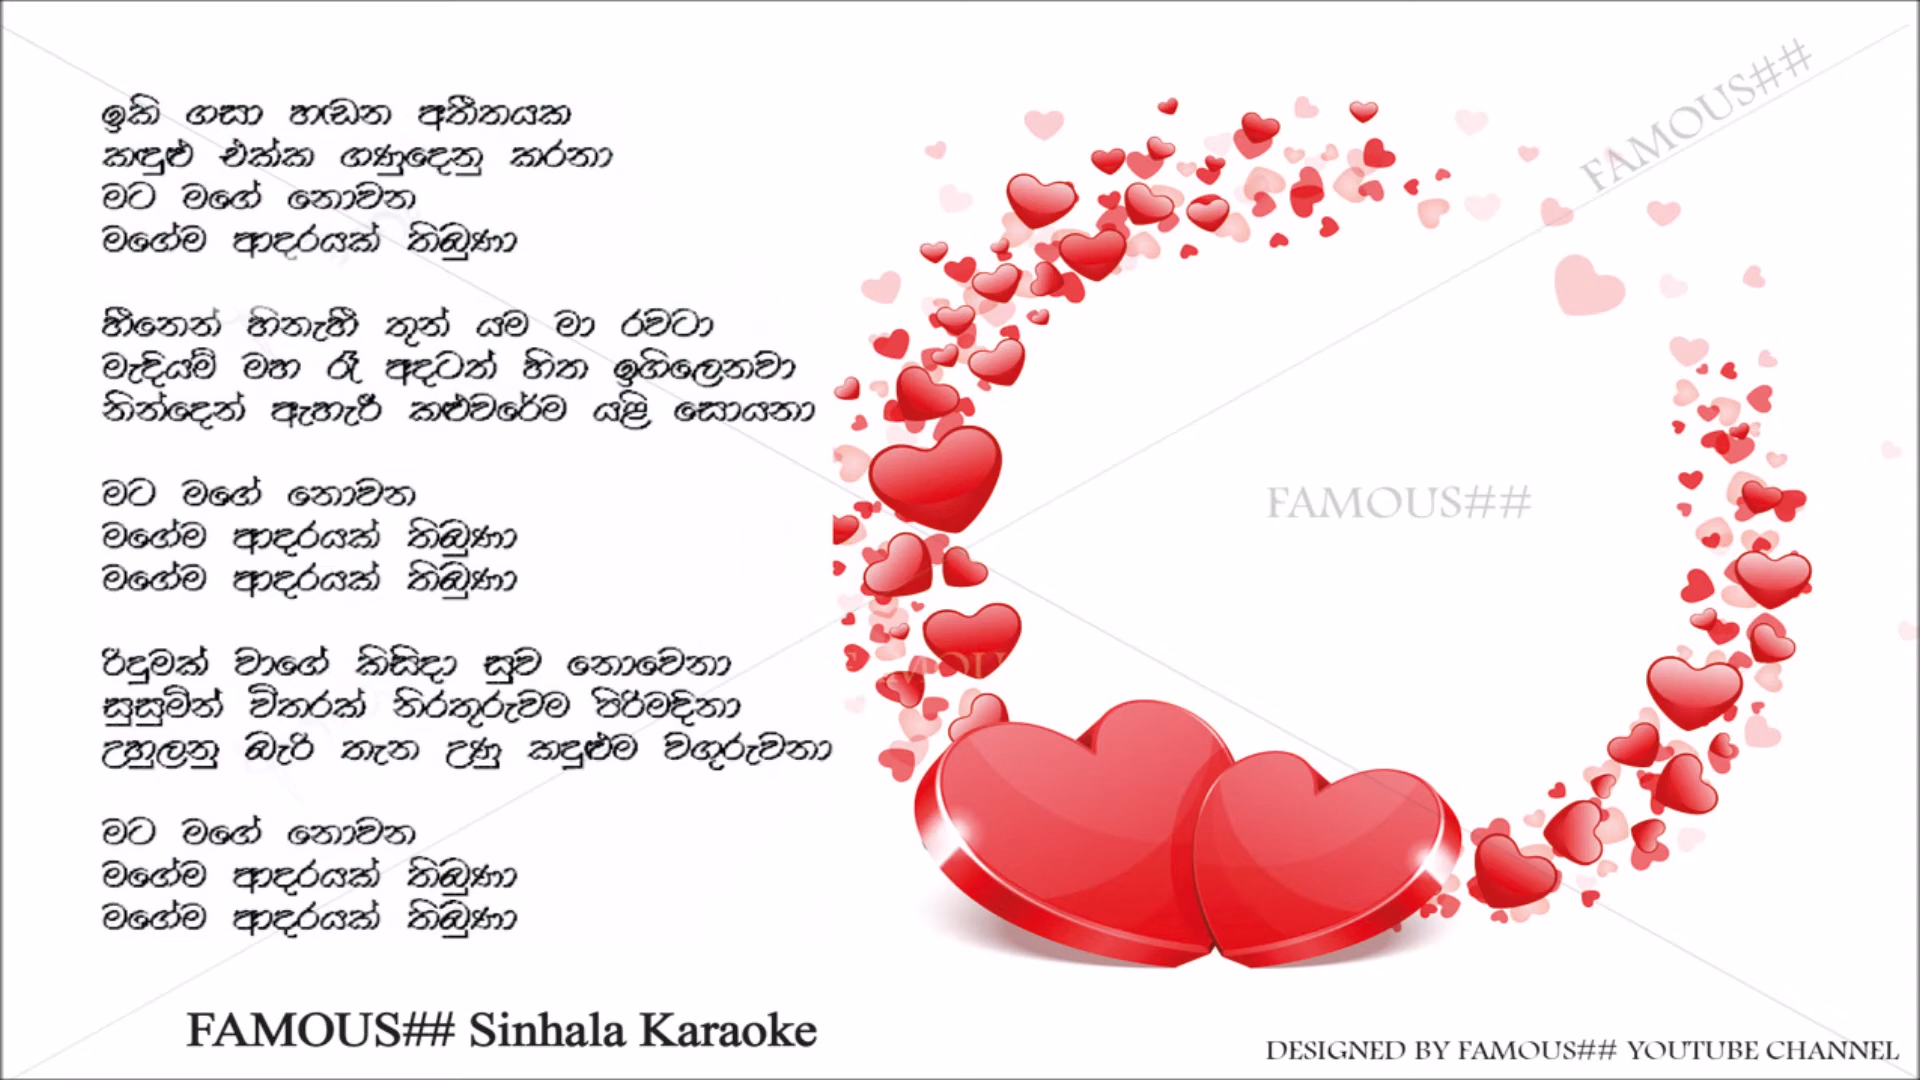 ඉකි ගසා හඬන අතීතයක
කඳුළු එක්ක ගණුදෙනු කරනා
මට මගේ නොවන
මගේම ආදරයක් තිබුණා
හීනෙන් හිනැහී තුන් යම මා රවටා
මැදියම් මහ රෑ අදටත් හිත ඉගිලෙනවා
නින්දෙන් ඇහැරී කළුවරේම යළි සොයනා
මට මගේ නොවන
මගේම ආදරයක් තිබුණා
මගේම ආදරයක් තිබුණා
රිදුමක් වාගේ කිසිදා සුව නොවෙනා
සුසුමින් විතරක් නිරතුරුවම පිරිමදිනා
උහුලනු බැරි තැන උණු කඳුළුම වගුරුවනා
මට මගේ නොවන
මගේම ආදරයක් තිබුණා
මගේම ආදරයක් තිබුණා
FAMOUS## Sinhala Karaoke
FAMOUS##
FAMOUS##
DESIGNED BY FAMOUS## YOUTUBE CHANNEL